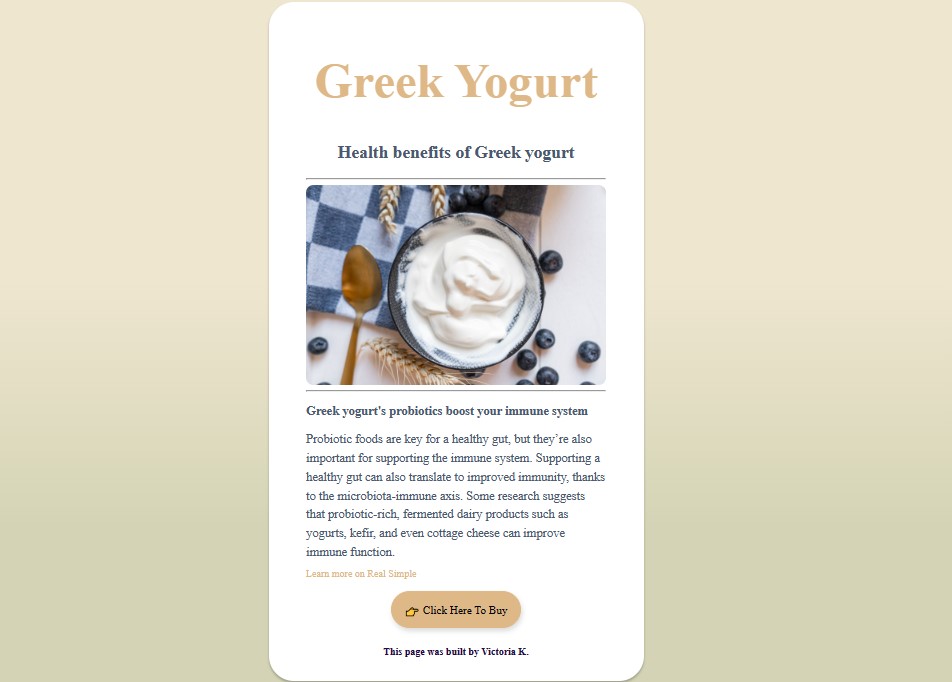 Greek Yogurt
Health benefits of Greek yogurt
Greek yogurt's probiotics boost your immune system
Probiotic foods are key for a healthy gut, but they’re also
important for supporting the immune system. Supporting a
healthy gut can also translate to improved immunity, thanks
to the microbiota-immune axis. Some research suggests
that probiotic-rich, fermented dairy products such as
yogurts, kefir, and even cottage cheese can improve
immune function.
Learn more on Real Simple
👉 Click Here To Buy
This page was built by Victoria K.